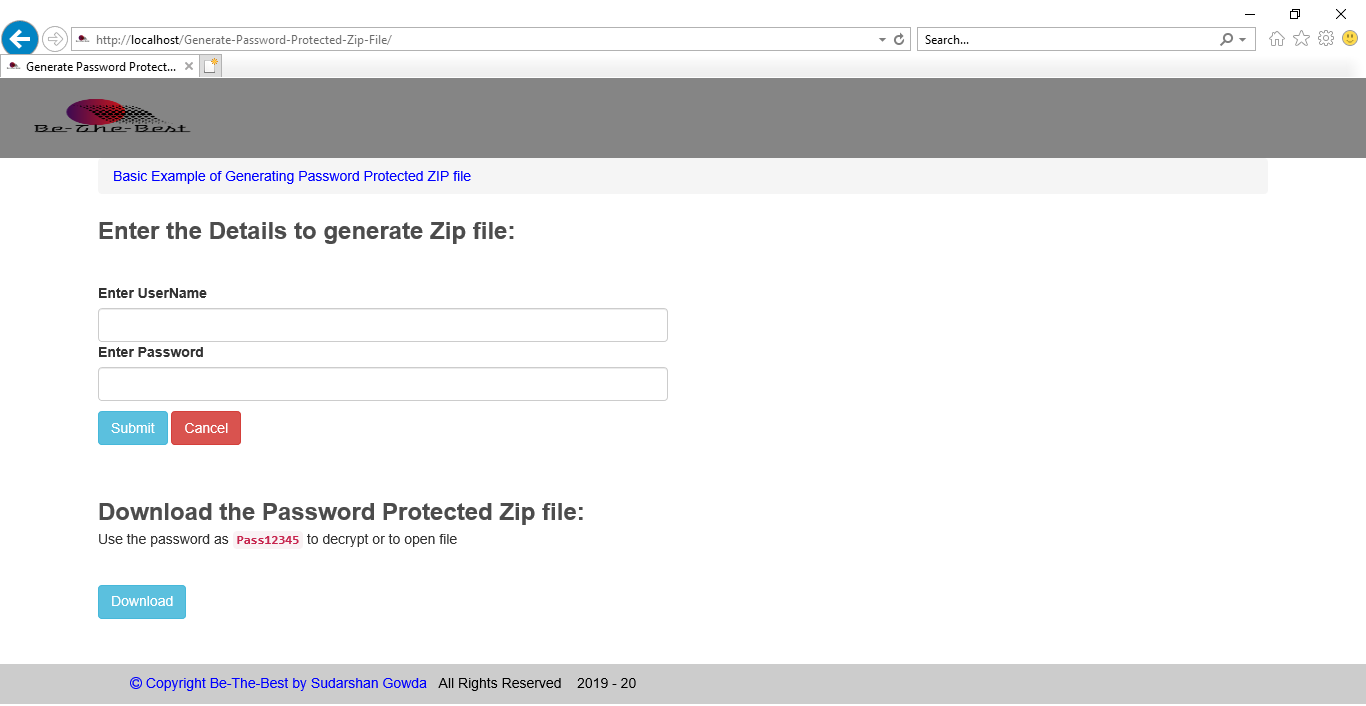 http://localhost/Generate-Password-Protected-Zip-File/
Search...
Generate Password Protect...
Be-The-Best
Basic Example of Generating Password Protected ZIP file
Enter the Details to generate Zip file:
Enter UserName
Enter Password
Submit Cancel
Download the Password Protected Zip file:
Use the password as Pass12345 to decrypt or to open file
Download
© Copyright Be-The-Best by Sudarshan Gowda All Rights Reserved 2019 - 20